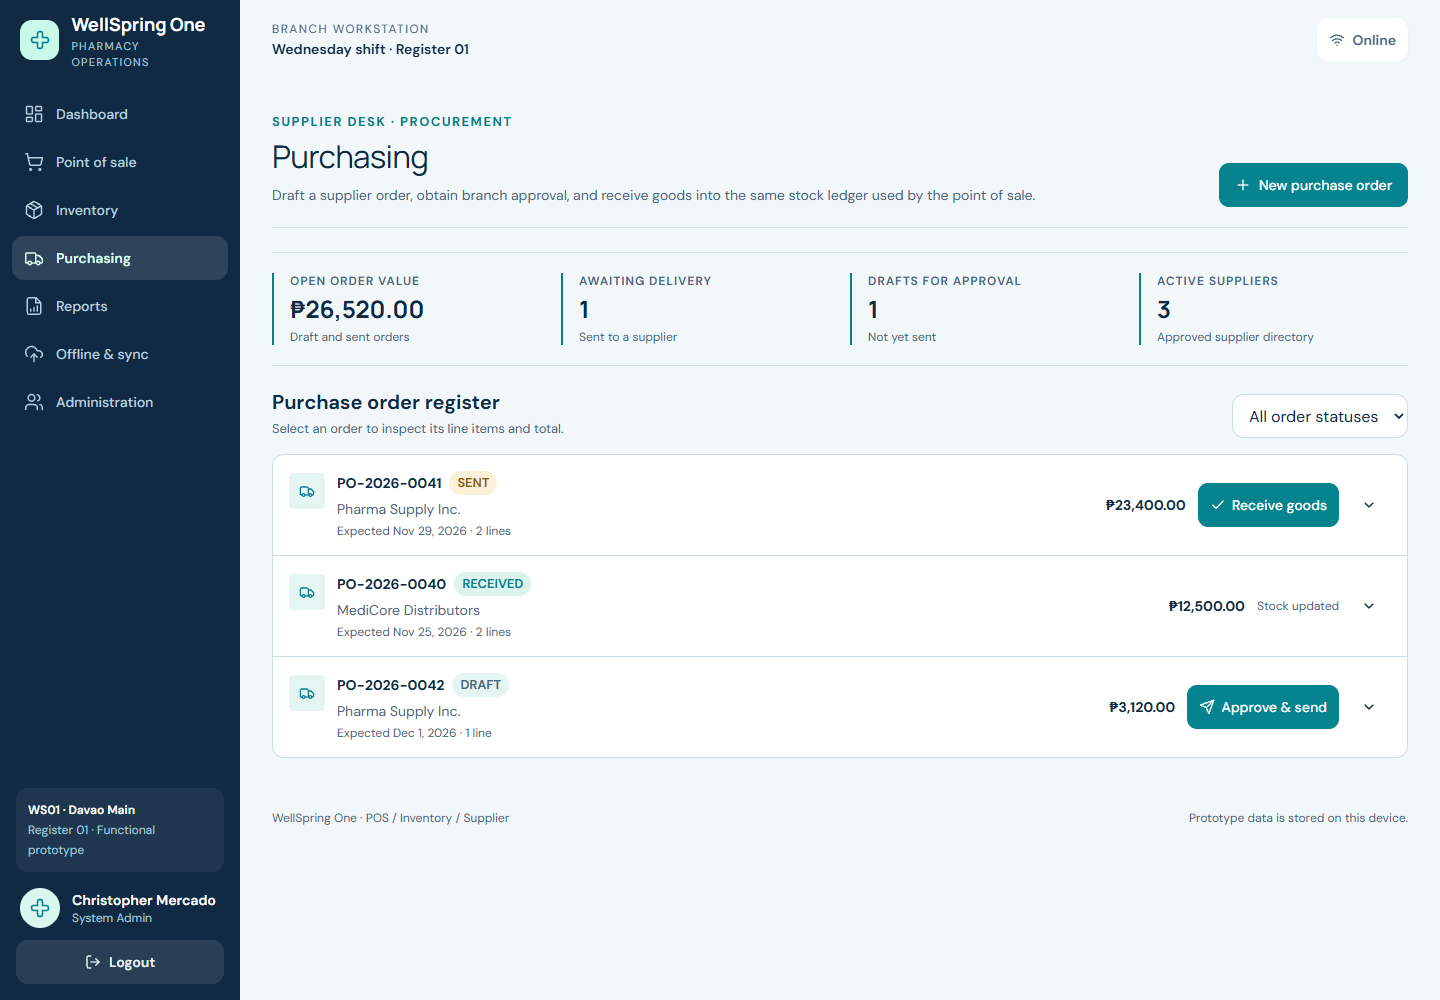 WellSpring One
PHARMACY
OPERATIONS
Dashboard
Point of sale
Inventory
Purchasing
Reports
Offline & sync
Administration
WS01 · Davao Main
Register 01 · Functional
prototype
Christopher Mercado
System Admin
Logout
BRANCH WORKSTATION
Wednesday shift · Register 01
Online
SUPPLIER DESK · PROCUREMENT
Purchasing
Draft a supplier order, obtain branch approval, and receive goods into the same stock ledger used by the point of sale.
New purchase order
OPEN ORDER VALUE
₱26,520.00
Draft and sent orders
AWAITING DELIVERY
1
Sent to a supplier
DRAFTS FOR APPROVAL
1
Not yet sent
ACTIVE SUPPLIERS
3
Approved supplier directory
Purchase order register
Select an order to inspect its line items and total.
All order statuses
PO-2026-0041 SENT
Pharma Supply Inc.
Expected Nov 29, 2026 · 2 lines
₱23,400.00 Receive goods
PO-2026-0040 RECEIVED
MediCore Distributors
Expected Nov 25, 2026 · 2 lines
₱12,500.00 Stock updated
PO-2026-0042 DRAFT
Pharma Supply Inc.
Expected Dec 1, 2026 · 1 line
₱3,120.00 Approve & send
WellSpring One · POS / Inventory / Supplier
Prototype data is stored on this device.